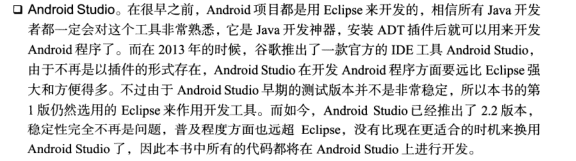 ❑ Android Studio。在很早之前，Android 项目都是用 Eclipse 来开发的，相信所有 Java 开发
者都一定会对这个工具非常熟悉，它是 Java 开发神器，安装 ADT 插件后就可以用来开发
Android 程序了。而在 2013 年的时候，谷歌推出了一款官方的 IDE 工具 Android Studio，
由于不再是以插件的形式存在，Android Studio 在开发 Android 程序方面要远比 Eclipse 强
大和方便得多。不过由于 Android Studio 早期的测试版本并不是非常稳定，所以本书的第
1 版仍然选用的 Eclipse 来作用开发工具。而如今，Android Studio 已经推出了 2.2 版本，
稳定性完全不再是问题，普及程度方面也远超 Eclipse，没有比现在更适合的时机来换用
Android Studio 了，因此本书中所有的代码都将在 Android Studio 上进行开发。